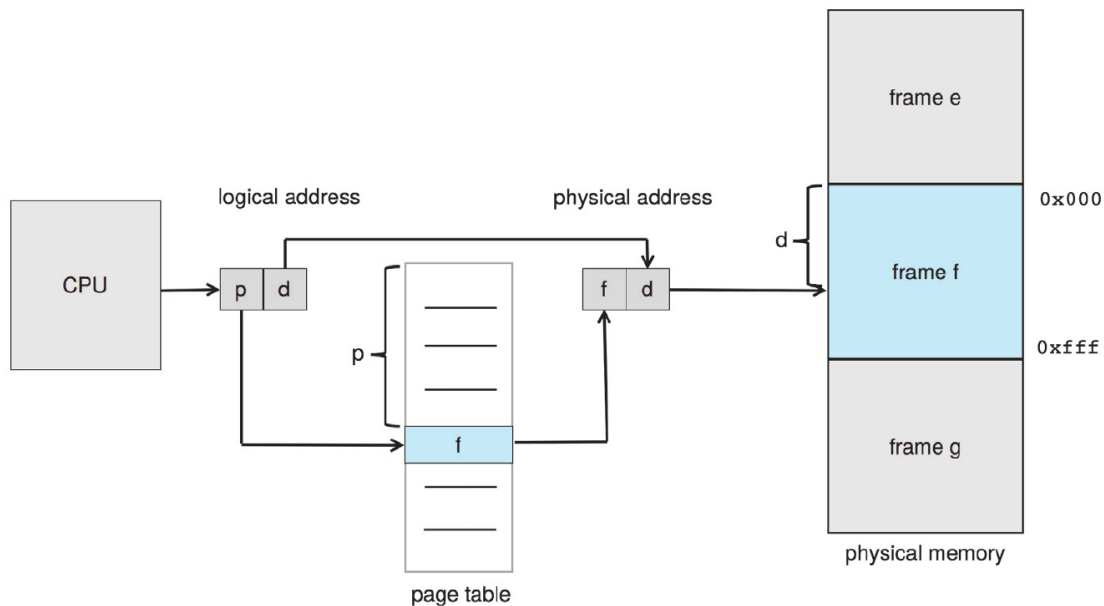 frame e
logical address
physical address
0x000
d
CPU
p d
f d
frame f
p
0xfff
f
frame g
physical memory
page table